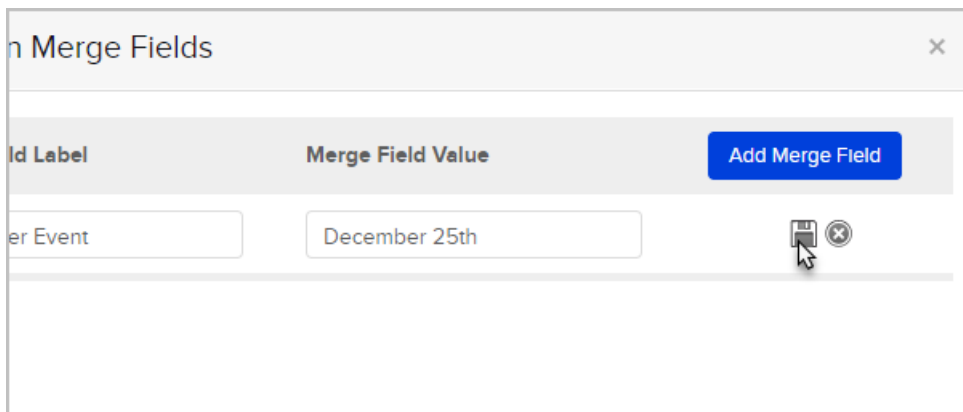 n Merge Fields
ld Label Merge Field Value Add Merge Field
er Event December 25th